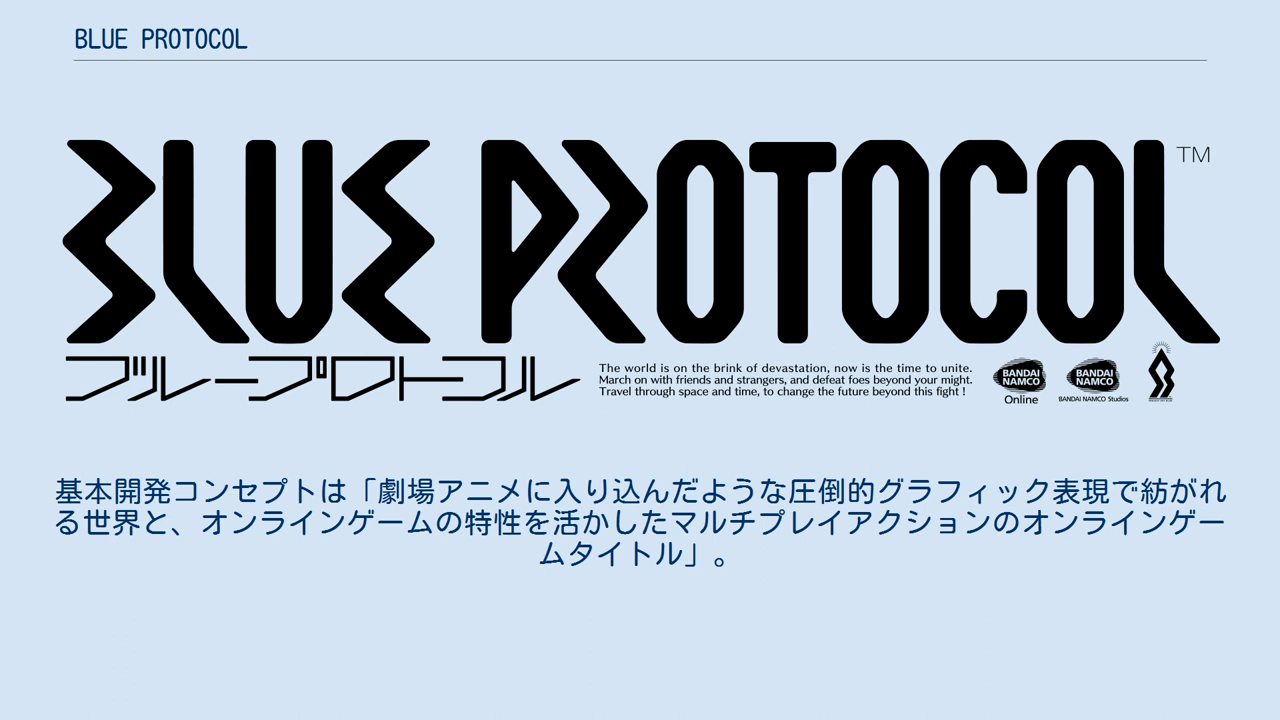 BLUE PROTOCOL
BLUE PROTOCOL TM
ブループロトコル
The world is on the brink of devastation, now is the time to unite.
March on with friends and strangers, and defeat foes beyond your might.
Travel through space and time, to change the future beyond this fight !
BANDAI
NAMCO
Online
BANDAI
NAMCO
BANDAI NAMCO Studios
基本開発コンセプトは「劇場アニメに入り込んだような圧倒的グラフィック表現で紡がれ
る世界と、オンラインゲームの特性を活かしたマルチプレイアクションのオンラインゲー
ムタイトル」。